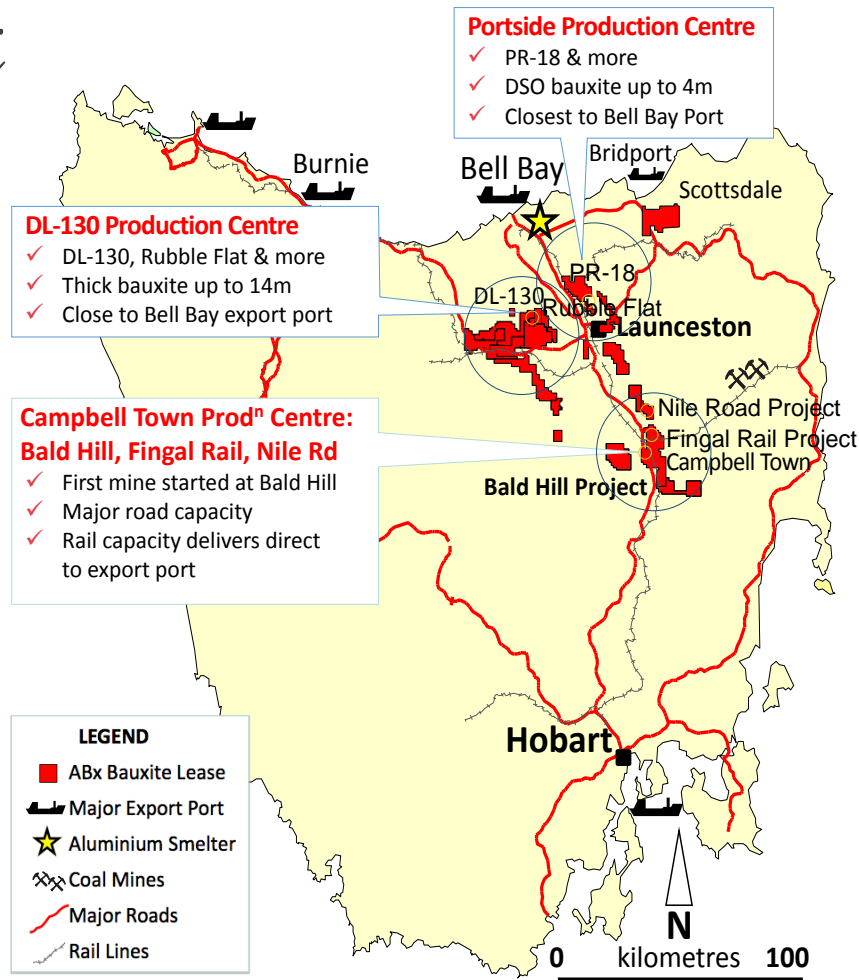 Portside Production Centre
✓ PR-18 & more
✓ DSO bauxite up to 4m
✓ Closest to Bell Bay Port
Burnie
Bell Bay
Bridport
Scottsdale
DL-130 Production Centre
✓ DL-130, Rubble Flat & more
✓ Thick bauxite up to 14m
✓ Close to Bell Bay export port
PR-18
DL-130
Rubble Flat
Launceston
Campbell Town Prodⁿ Centre:
Bald Hill, Fingal Rail, Nile Rd
✓ First mine started at Bald Hill
✓ Major road capacity
✓ Rail capacity delivers direct
to export port
Nile Road Project
Fingal Rail Project
Campbell Town
Bald Hill Project
Hobart
LEGEND
ABx Bauxite Lease
Major Export Port
Aluminium Smelter
Coal Mines
Major Roads
Rail Lines
N
0 kilometres 100